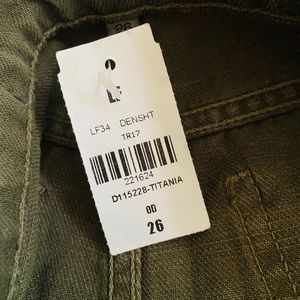 26
LF34 DENSHT
TR17
221624
D115228-TITANIA
OD
26